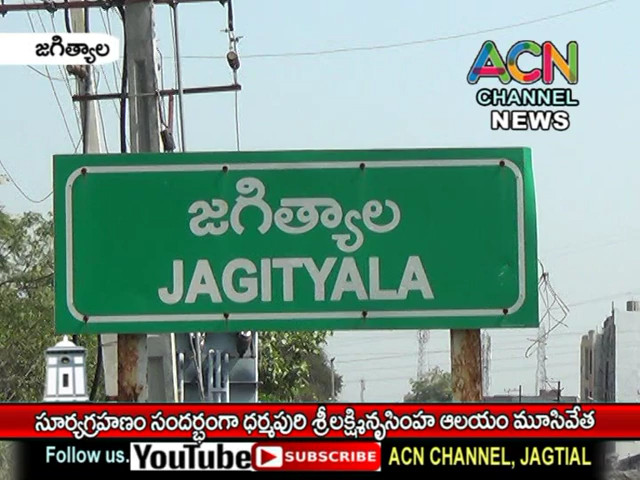 జగిత్యాల
ACN
CHANNEL
NEWS
జగిత్యాల
JAGITYALA
సూర్యగ్రహణం సందర్భంగా ధర్మపురి శ్రీలక్ష్మినృసింహ ఆలయం మూసివేత
Follow us. YouTube SUBSCRIBE ACN CHANNEL, JAGTIAL